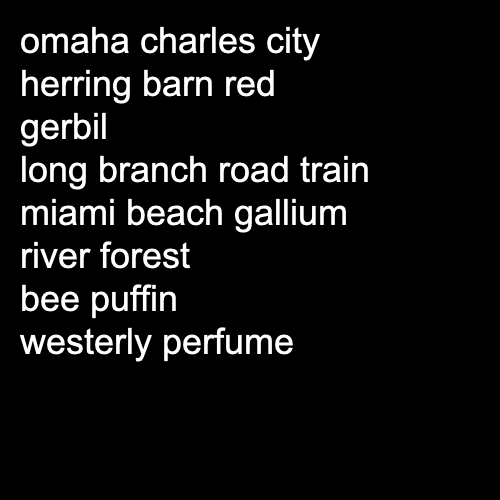 omaha charles city
herring barn red
gerbil
long branch road train
miami beach gallium
river forest
bee puffin
westerly perfume